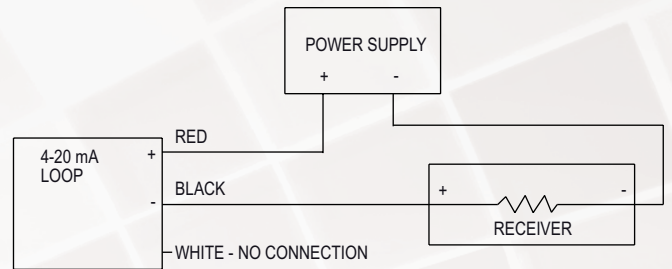 POWER SUPPLY
+ -
RED
4-20 mA +
LOOP
BLACK
-
+ -
RECEIVER
WHITE - NO CONNECTION